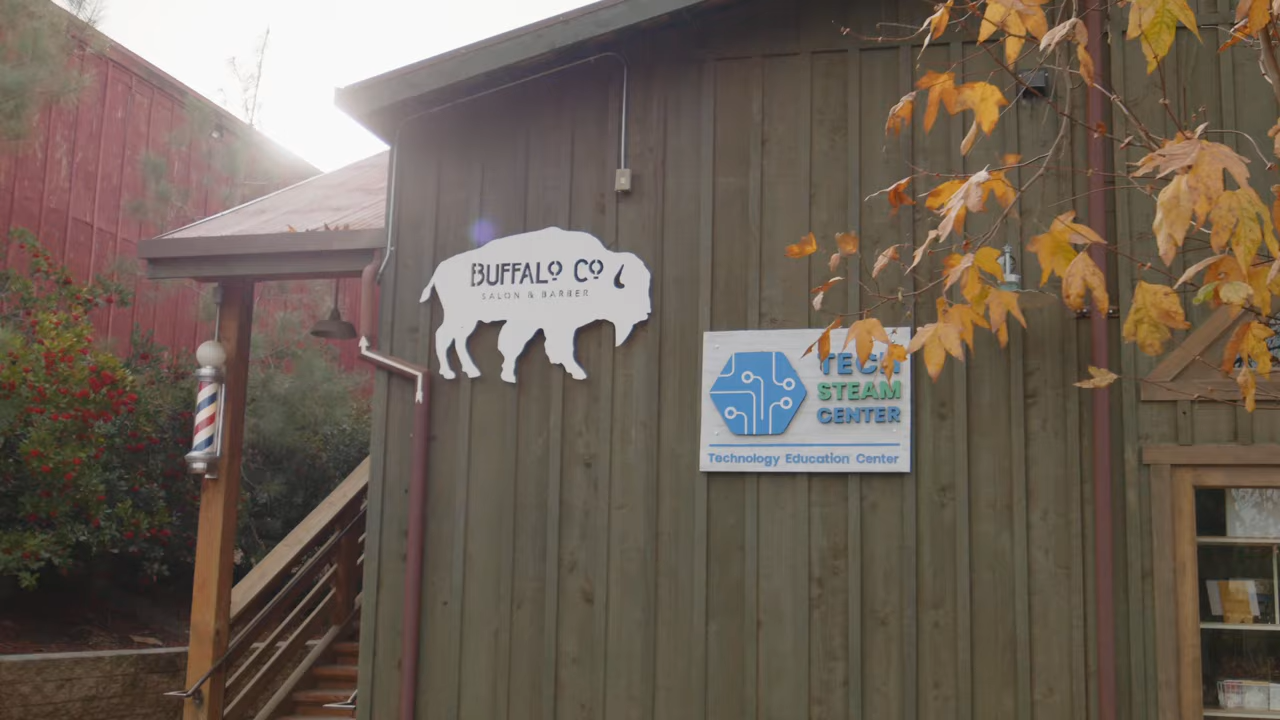 BUFFALO CO
SALON & BARBER
TECH
STEAM
CENTER
Technology Education Center